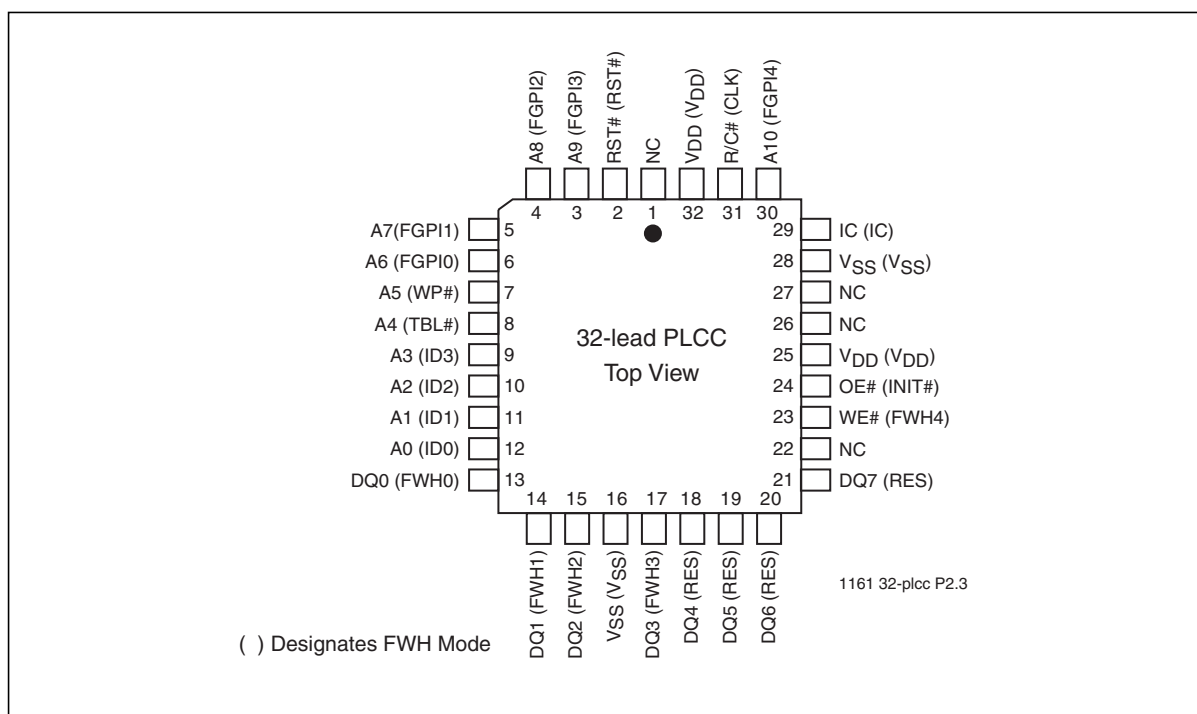 A8 (FGPI2)
A9 (FGPI3)
RST# (RST#)
NC
VDD (VDD)
R/C# (CLK)
A10 (FGPI4)
4
3
2
1
32
31
30
A7(FGPI1)
5
A6 (FGPI0)
6
A5 (WP#)
7
A4 (TBL#)
8
A3 (ID3)
9
A2 (ID2)
10
A1 (ID1)
11
A0 (ID0)
12
DQ0 (FWH0)
13
32-lead PLCC
Top View
29
IC (IC)
28
VSS (VSS)
27
NC
26
NC
25
VDD (VDD)
24
OE# (INIT#)
23
WE# (FWH4)
22
NC
21
DQ7 (RES)
14
15
16
17
18
19
20
DQ1 (FWH1)
DQ2 (FWH2)
VSS (VSS)
DQ3 (FWH3)
DQ4 (RES)
DQ5 (RES)
DQ6 (RES)
1161 32-plcc P2.3
( ) Designates FWH Mode